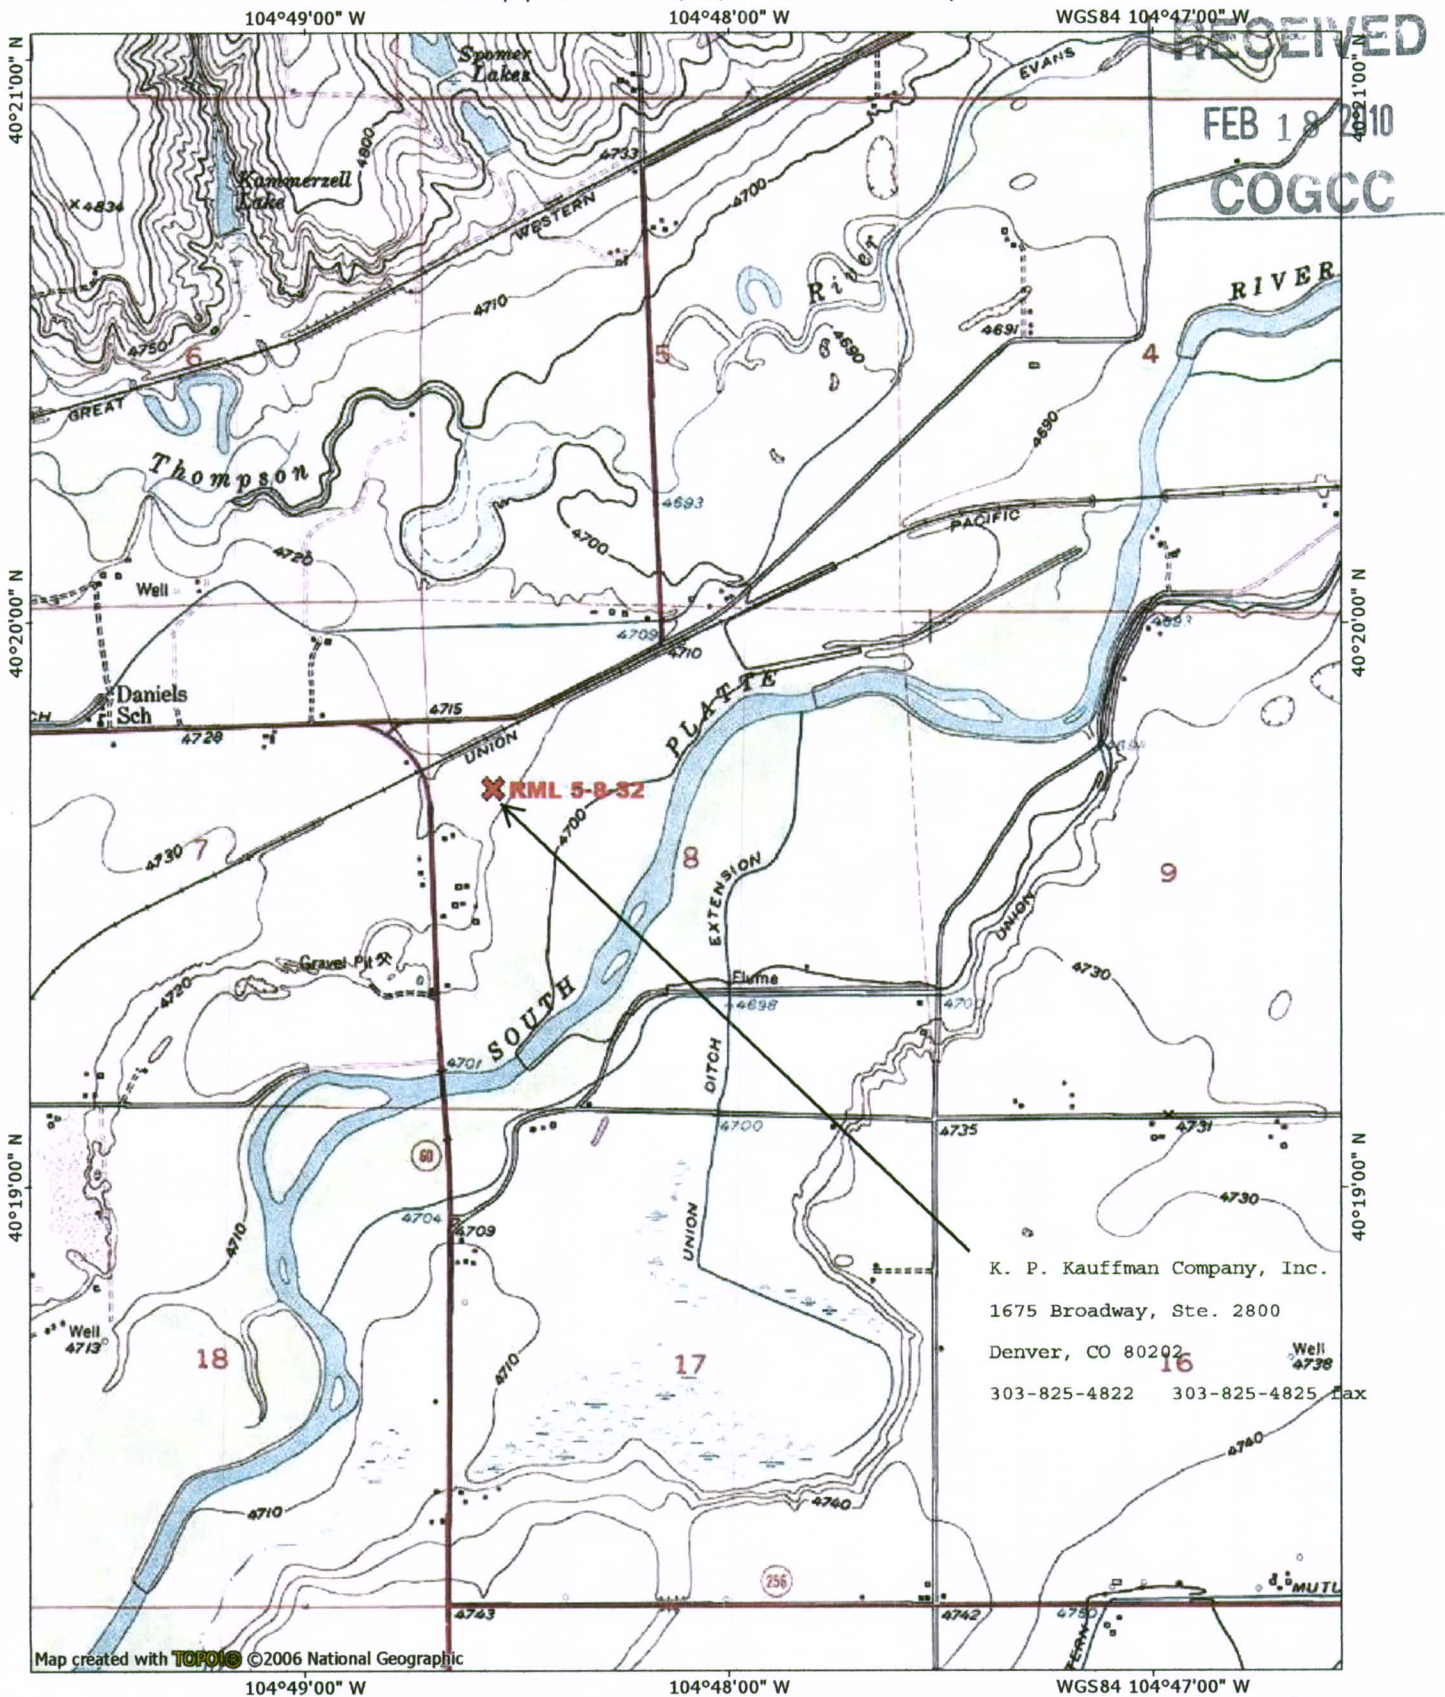 104°49'00" W
104°48'00" W
WGS84 104°47'00" W
RECEIVED
FEB 18 2010
COGCC
40°21'00" N
40°21'00" N
Spomer
Lakes
EVANS
4733
4800
Kammerzell
Lake
×4834
4700
WESTERN
River
RIVER
4710
4691
4690
4750
6
5
4
GREAT
4690
Thompson
4693
PACIFIC
4700
4720
Well
40°20'00" N
40°20'00" N
4709
4710
4693
Daniels
Sch
CH
4715
4728
UNION
PLATTE
RML 5-8-32
4700
4730
7
8
9
EXTENSION
UNION
Gravel Pit
4720
Flume
4698
4730
SOUTH
4701
DITCH
4700
4735
4731
60
40°19'00" N
40°19'00" N
4704
4709
4710
4730
UNION
K. P. Kauffman Company, Inc.
1675 Broadway, Ste. 2800
Denver, CO 80202
303-825-4822 303-825-4825 fax
Well
4713
18
17
16
Well
4738
4710
4740
4710
4740
256
4743
4742
4750
MUTU
TERN
Map created with TOPO!® ©2006 National Geographic
104°49'00" W
104°48'00" W
WGS84 104°47'00" W